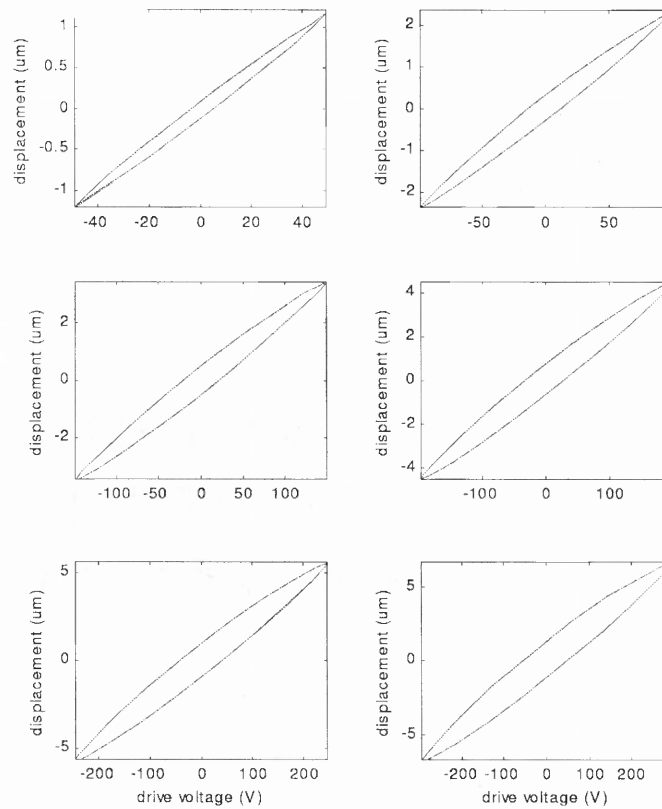 displacement (um)
1
0.5
0
-0.5
-1
-40 -20 0 20 40
displacement (um)
2
1
0
-1
-2
-50 0 50
displacement (um)
2
0
-2
-100 -50 0 50 100
displacement (um)
4
2
0
-2
-4
-100 0 100
displacement (um)
5
0
-5
-200 -100 0 100 200
drive voltage (V)
displacement (um)
5
0
-5
-200 -100 0 100 200
drive voltage (V)